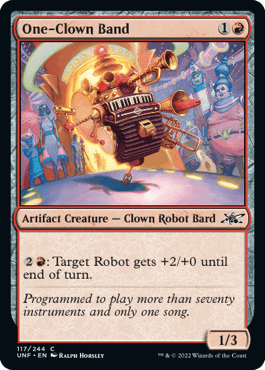 One-Clown Band 1
Artifact Creature — Clown Robot Bard
2 : Target Robot gets +2/+0 until
end of turn.
Programmed to play more than seventy
instruments and only one song.
1/3
117/244 C
UNF • EN RALPH HORSLEY ™ & © 2022 Wizards of the Coast